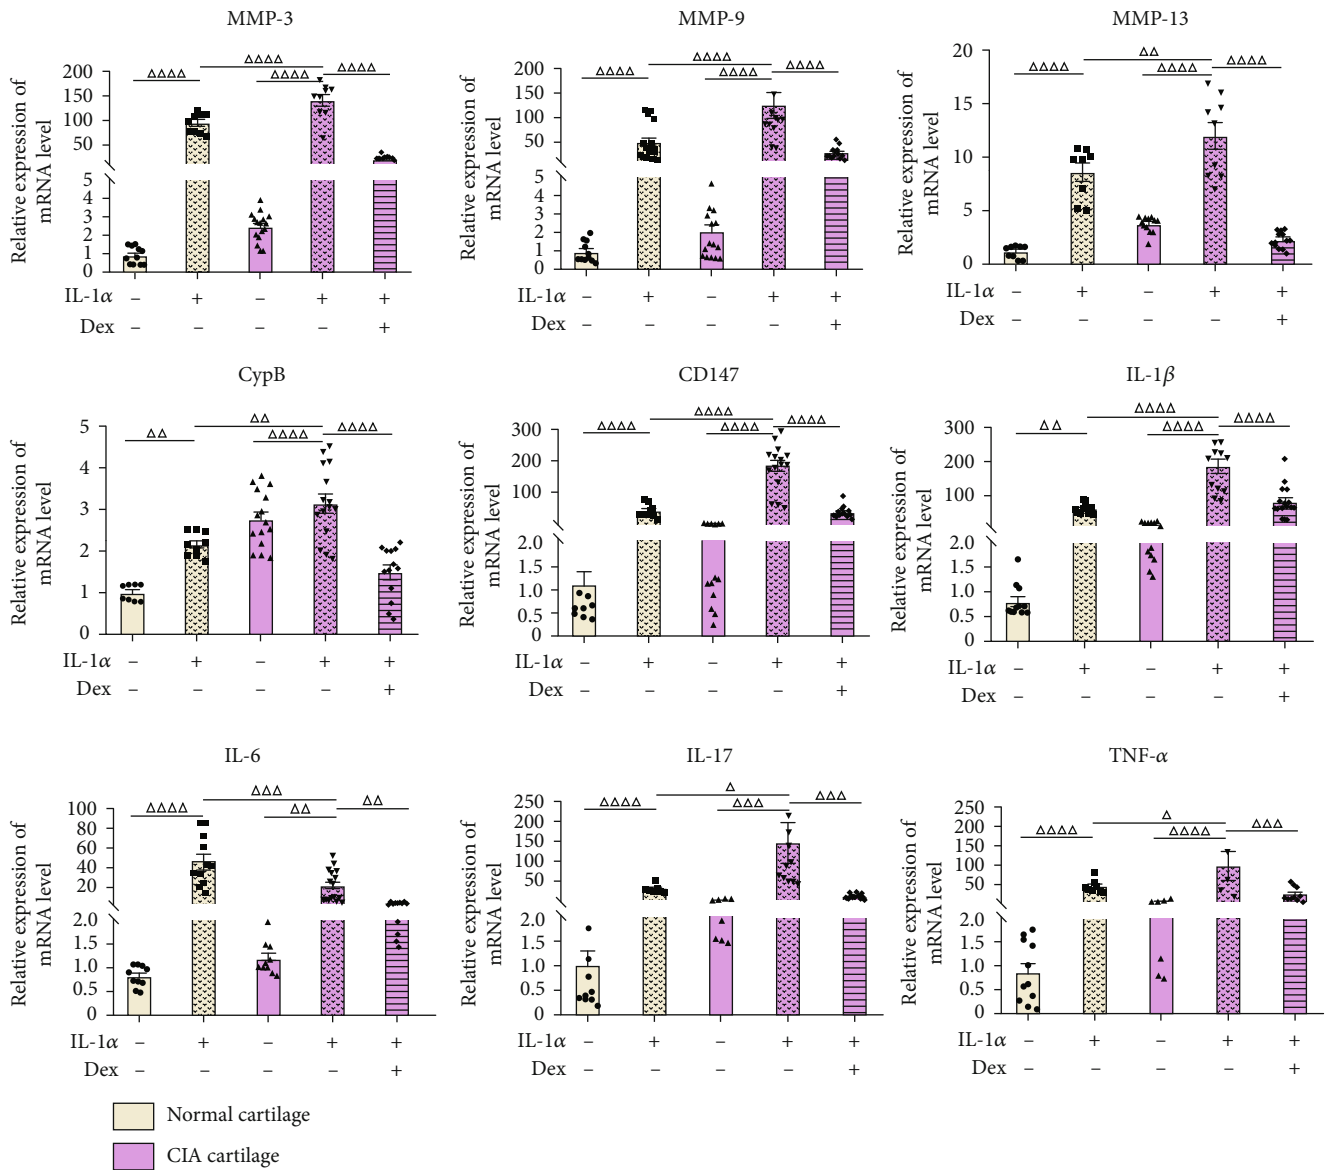 MMP-3
Relative expression of
mRNA level
200
150
100
50
5
4
3
2
1
0
ΔΔΔΔ
ΔΔΔΔ
ΔΔΔΔ
ΔΔΔΔ
IL-1α – + – + +
Dex – – – – +
MMP-9
Relative expression of
mRNA level
200
150
100
50
5
4
3
2
1
0
ΔΔΔΔ
ΔΔΔΔ
ΔΔΔΔ
ΔΔΔΔ
IL-1α – + – + +
Dex – – – – +
MMP-13
Relative expression of
mRNA level
20
15
10
5
0
ΔΔ
ΔΔΔΔ
ΔΔΔΔ
ΔΔΔΔ
IL-1α – + – + +
Dex – – – – +
CypB
Relative expression of
mRNA level
5
4
3
2
1
0
ΔΔ
ΔΔ
ΔΔΔΔ
ΔΔΔΔ
IL-1α – + – + +
Dex – – – – +
CD147
Relative expression of
mRNA level
300
200
100
2.0
1.5
1.0
0.5
0
ΔΔΔΔ
ΔΔΔΔ
ΔΔΔΔ
ΔΔΔΔ
IL-1α – + – + +
Dex – – – – +
IL-1β
Relative expression of
mRNA level
300
200
100
2.0
1.5
1.0
0.5
0
ΔΔΔΔ
ΔΔ
ΔΔΔΔ
ΔΔΔΔ
IL-1α – + – + +
Dex – – – – +
IL-6
Relative expression of
mRNA level
100
80
60
40
20
2.0
1.5
1.0
0.5
0
ΔΔΔ
ΔΔΔΔ
ΔΔ
ΔΔ
IL-1α – + – + +
Dex – – – – +
IL-17
Relative expression of
mRNA level
250
200
150
100
50
2.0
1.5
1.0
0.5
0
Δ
ΔΔΔΔ
ΔΔΔ
ΔΔΔ
IL-1α – + – + +
Dex – – – – +
TNF-α
Relative expression of
mRNA level
250
200
150
100
50
2.0
1.5
1.0
0.5
0
Δ
ΔΔΔΔ
ΔΔΔΔ
ΔΔΔ
IL-1α – + – + +
Dex – – – – +
Normal cartilage
CIA cartilage